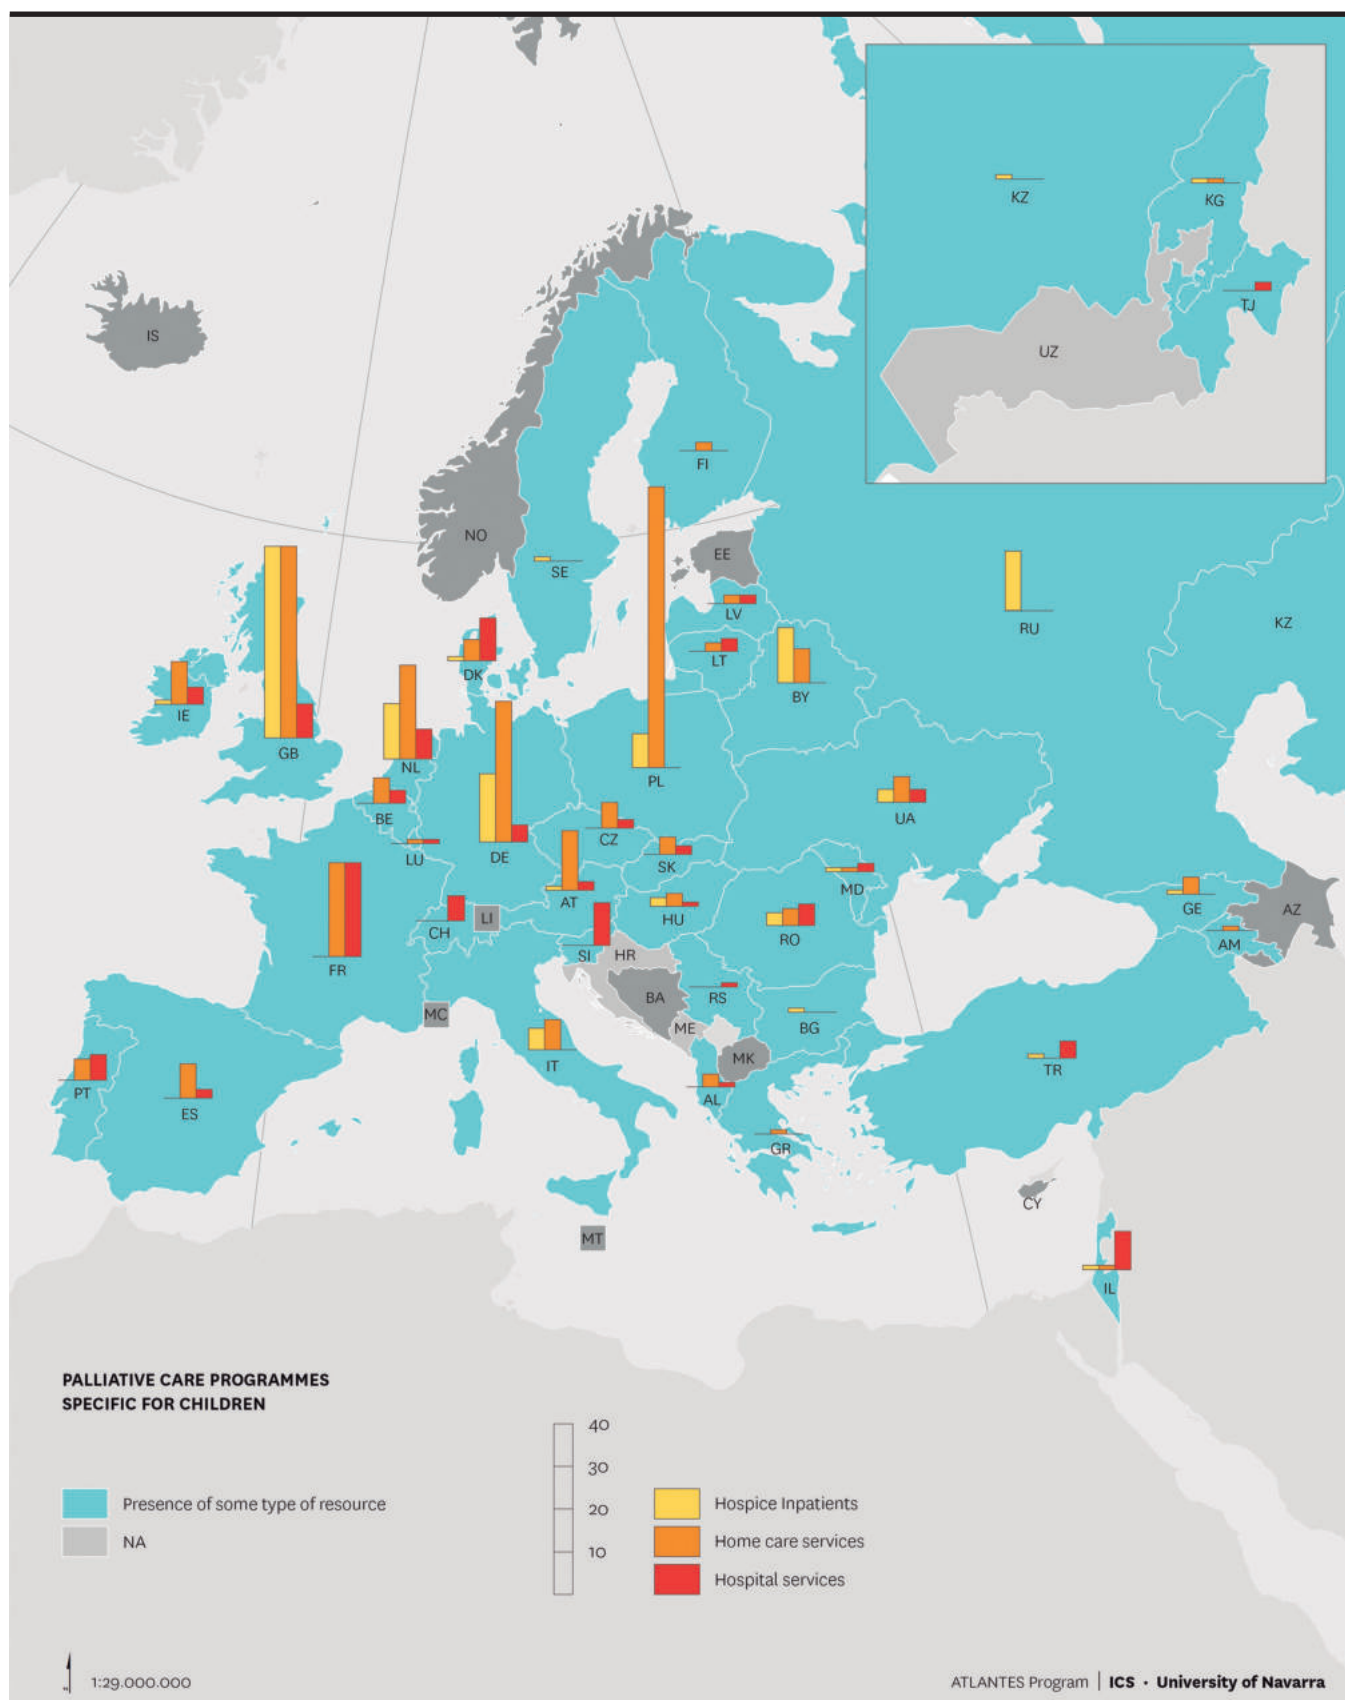 KZ
KG
TJ
UZ
IS
FI
NO
EE
SE
LV
RU
KZ
LT
DK
BY
IE
GB
NL
PL
BE
UA
CZ
LU
DE
SK
MD
AT
HU
GE
AZ
LI
CH
RO
AM
SI
HR
FR
RS
BA
MC
ME
BG
MK
IT
TR
PT
ES
AL
GR
CY
MT
IL
PALLIATIVE CARE PROGRAMMES
SPECIFIC FOR CHILDREN
40
30
20
10
Presence of some type of resource
NA
Hospice Inpatients
Home care services
Hospital services
1:29.000.000
ATLANTES Program | ICS · University of Navarra